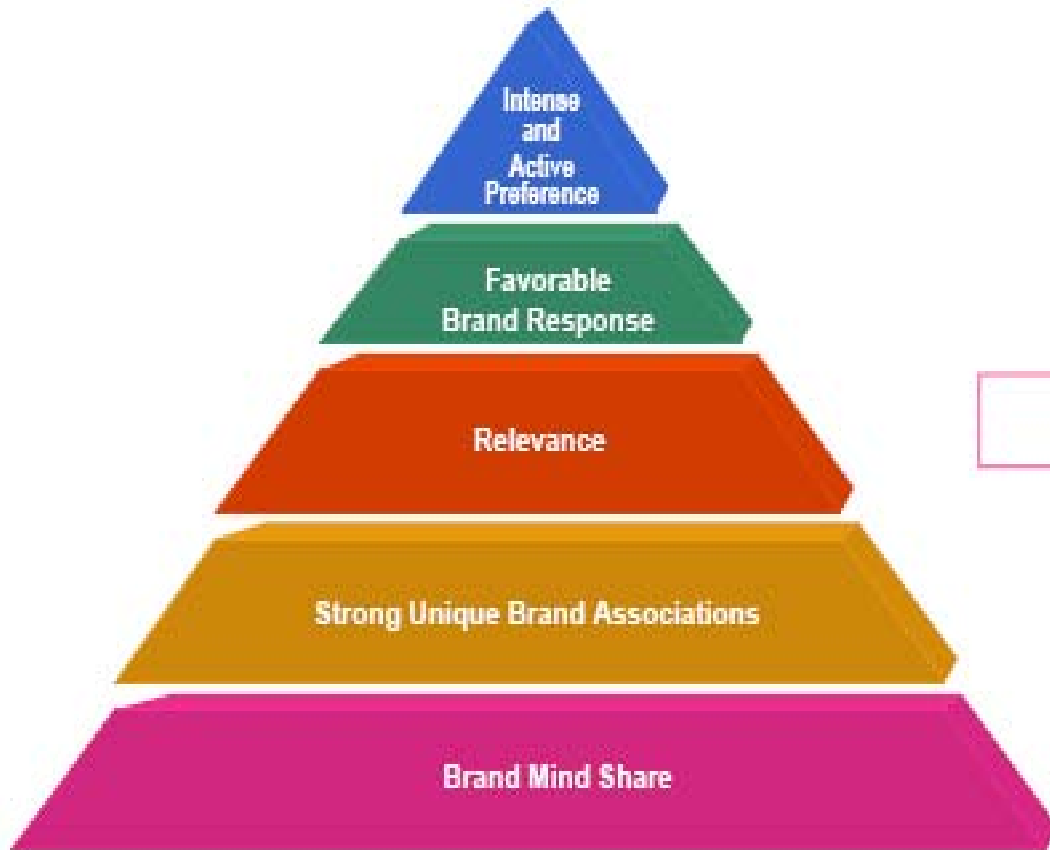 Intense
and
Active
Preference
Favorable
Brand Response
Relevance
Strong Unique Brand Associations
Brand Mind Share